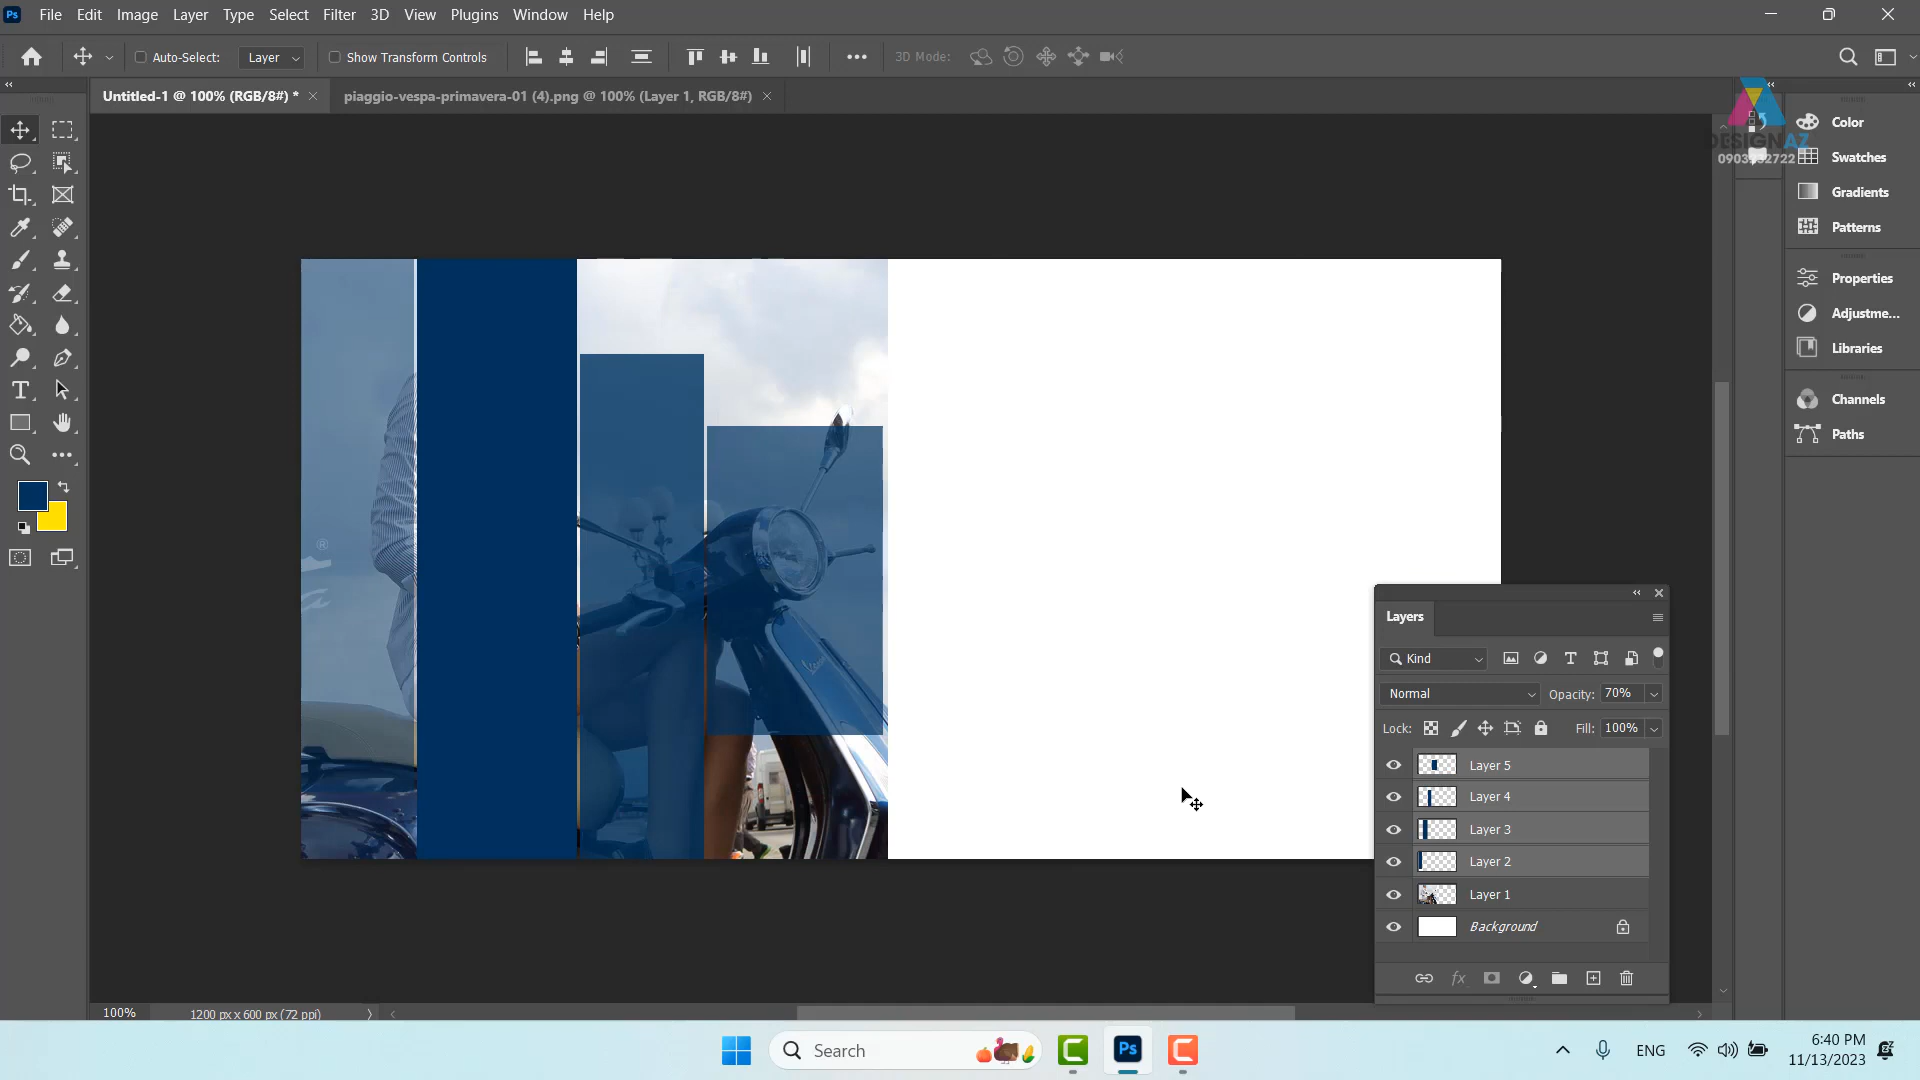 Ps File Edit Image Layer Type Select Filter 3D View Plugins Window Help
Auto-Select: Layer Show Transform Controls 3D Mode:
Untitled-1 @ 100% (RGB/8#) * piaggio-vespa-primavera-01 (4).png @ 100% (Layer 1, RGB/8#)
Color
DESIGNAZ
Swatches
Gradients
Patterns
Properties
Adjustme...
Libraries
Channels
Paths
®
Layers
Kind
Normal Opacity: 70%
Lock: Fill: 100%
Layer 5
Layer 4
Layer 3
Layer 2
Layer 1
Background
100% 1200 px x 600 px (72 ppi)
Search Ps ENG 6:40 PM
11/13/2023